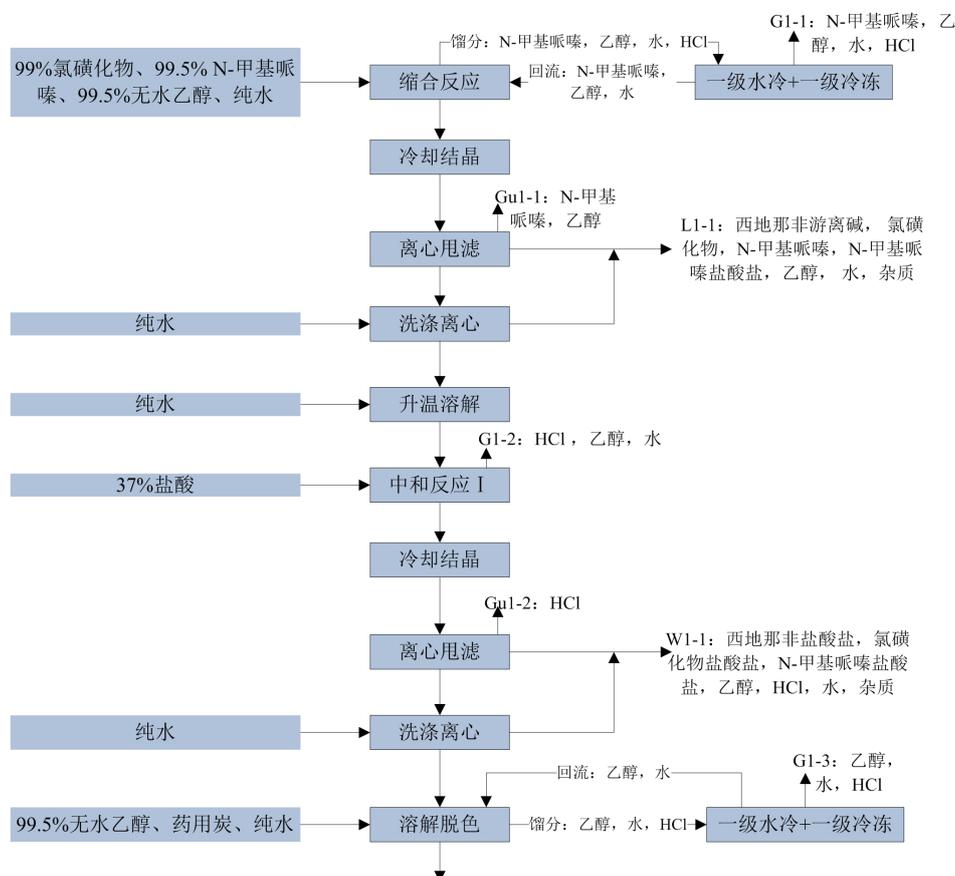 G1-1：N-甲基哌嗪，乙
醇，水，HCl
馏分：N-甲基哌嗪，乙醇，水，HCl
99%氯磺化物、99.5% N-甲基哌
嗪、99.5%无水乙醇、纯水
缩合反应
回流：N-甲基哌嗪，
乙醇，水
一级水冷+一级冷冻
冷却结晶
Gu1-1：N-甲基
哌嗪，乙醇
离心甩滤
L1-1：西地那非游离碱， 氯磺
化物，N-甲基哌嗪，N-甲基哌
嗪盐酸盐，乙醇， 水，杂质
纯水
洗涤离心
纯水
升温溶解
G1-2：HCl ，乙醇，水
37%盐酸
中和反应Ⅰ
冷却结晶
Gu1-2：HCl
离心甩滤
W1-1：西地那非盐酸盐，氯磺
化物盐酸盐，N-甲基哌嗪盐酸
盐，乙醇，HCl，水，杂质
纯水
洗涤离心
G1-3：乙醇，
水，HCl
回流：乙醇，水
99.5%无水乙醇、药用炭、纯水
溶解脱色
馏分：乙醇，水，HCl
一级水冷+一级冷冻